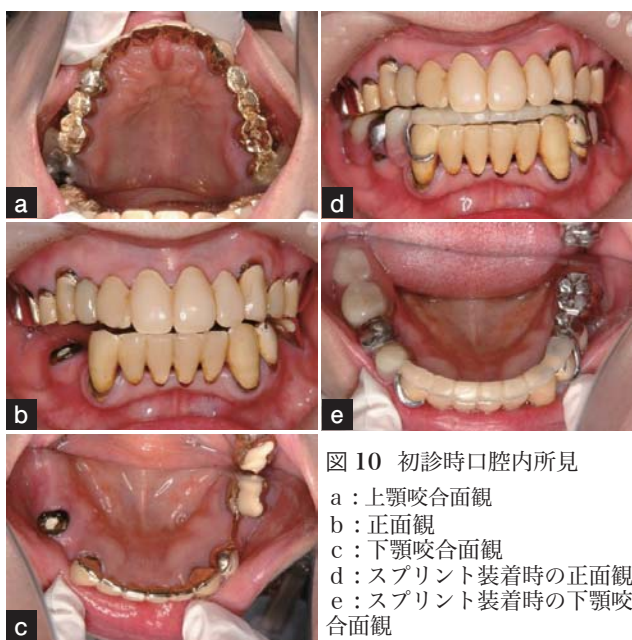 a
d
b
e
c
図 10 初診時口腔内所見
a：上顎咬合面観
b：正面観
c：下顎咬合面観
d：スプリント装着時の正面観
e：スプリント装着時の下顎咬
合面観